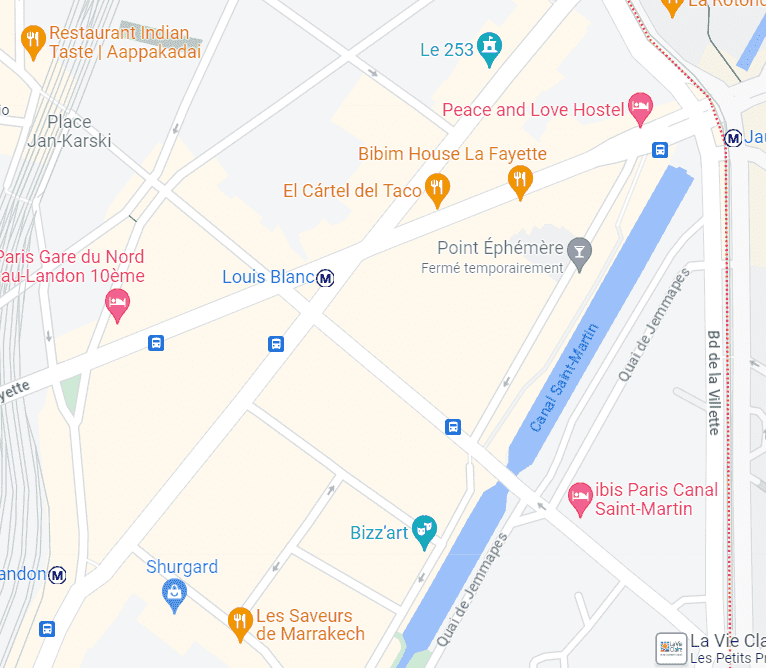 La Rotond
Restaurant Indian
Taste | Aappakadai
Le 253
Place
Jan-Karski
Peace and Love Hostel
Jau
Bibim House La Fayette
El Cártel del Taco
Point Éphémère
Fermé temporairement
Paris Gare du Nord
au-Landon 10ème
Louis Blanc
M
Quai de Jemmapes
Canal Saint-Martin
Bd de la Villette
yette
ibis Paris Canal
Saint-Martin
Bizz'art
Quai de Jemmapes
Shurgard
andon
M
Les Saveurs
de Marrakech
La Vie Cla
Les Petits P